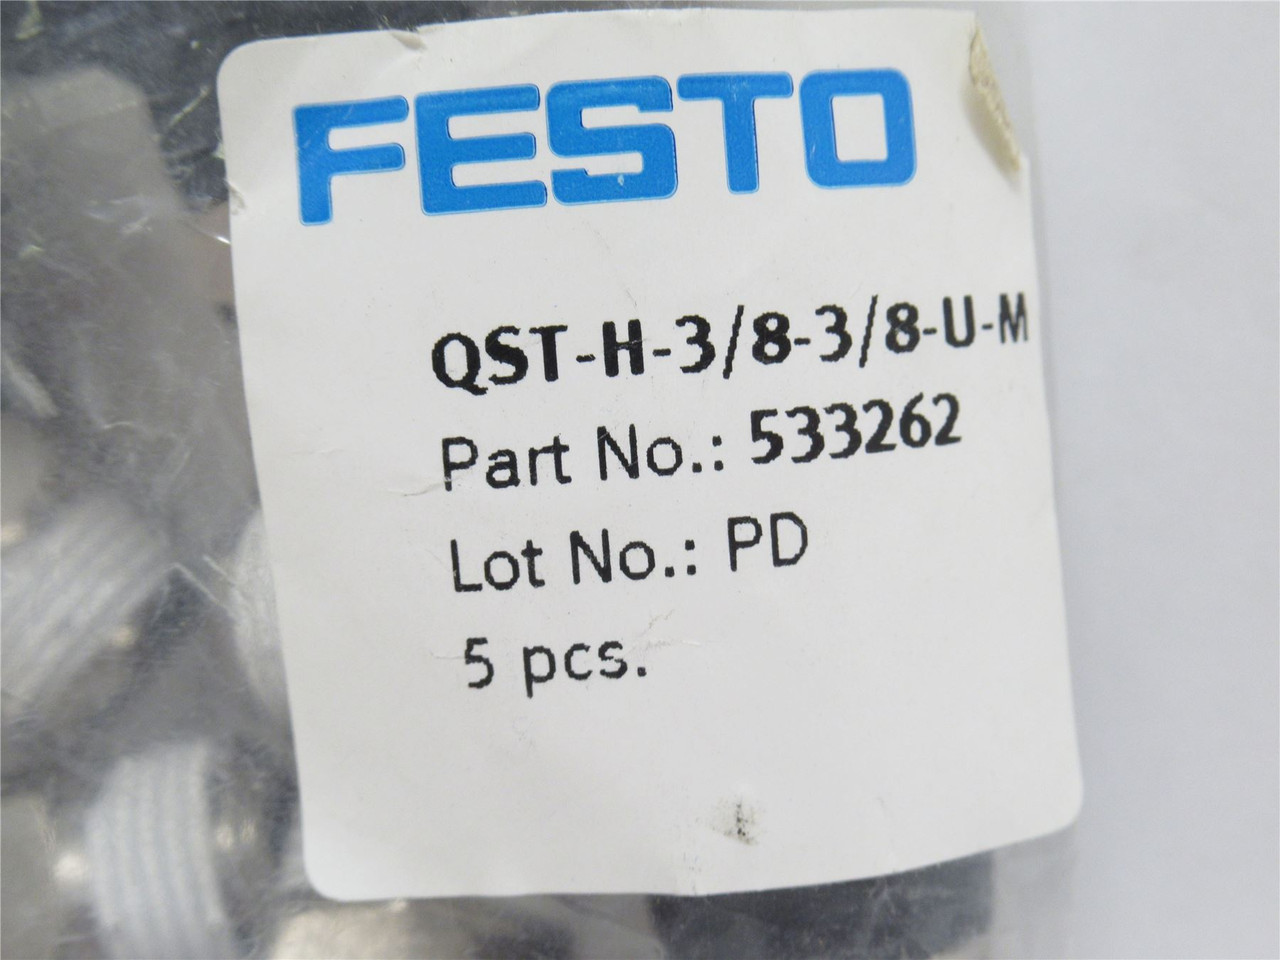 FESTO
QST-H-3/8-3/8-U-M
Part No.: 533262
Lot No.: PD
5 pcs.